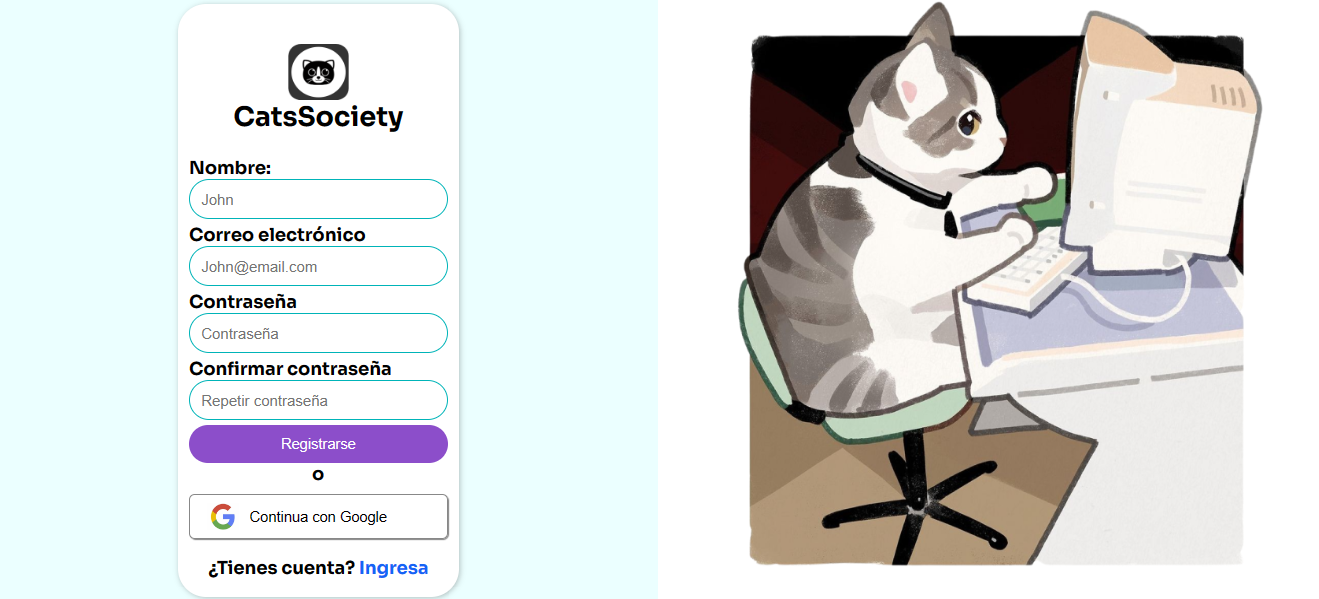 CatsSociety
Nombre:
John
Correo electrónico
John@email.com
Contraseña
Contraseña
Confirmar contraseña
Repetir contraseña
Registrarse
o
Continua con Google
¿Tienes cuenta? Ingresa